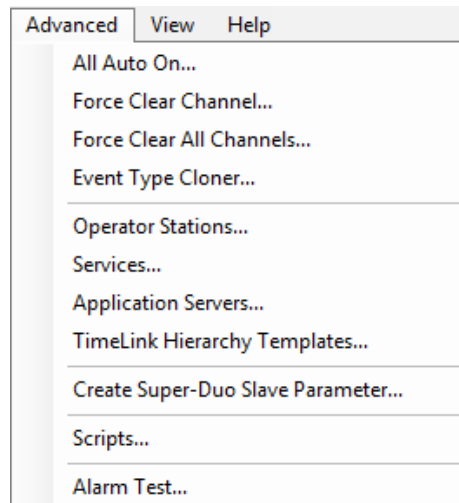 Advanced View Help
All Auto On...
Force Clear Channel...
Force Clear All Channels...
Event Type Cloner...
Operator Stations...
Services...
Application Servers...
TimeLink Hierarchy Templates...
Create Super-Duo Slave Parameter...
Scripts...
Alarm Test...